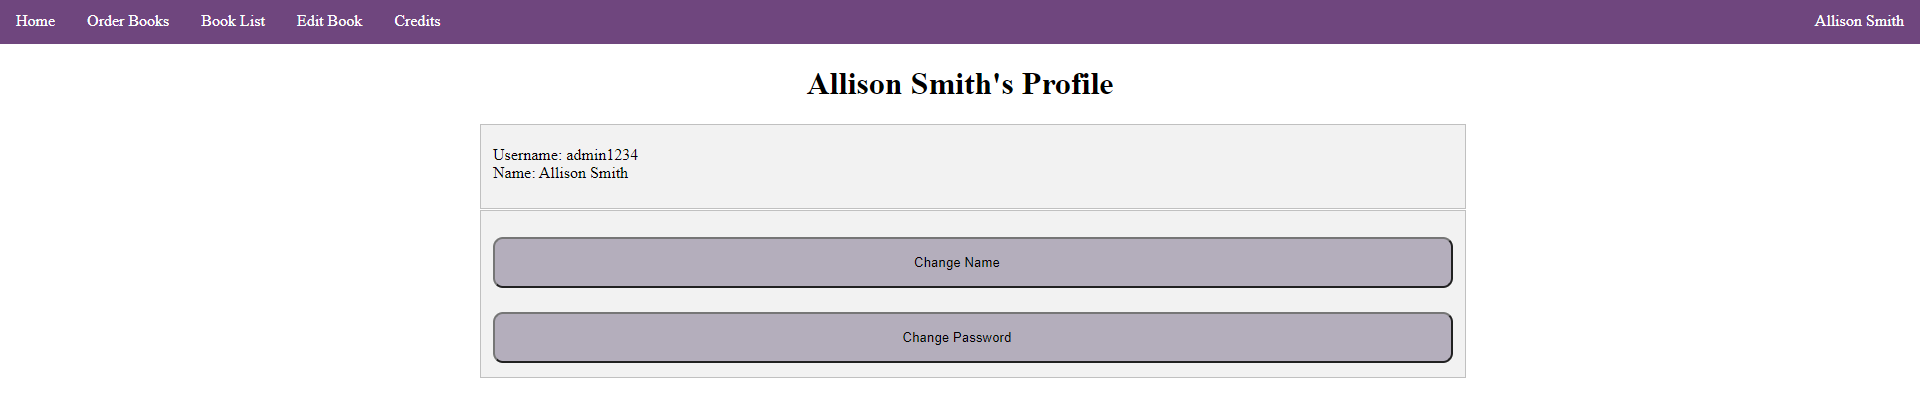 Home Order Books Book List Edit Book Credits Allison Smith
Allison Smith's Profile
Username: admin1234
Name: Allison Smith
Change Name
Change Password